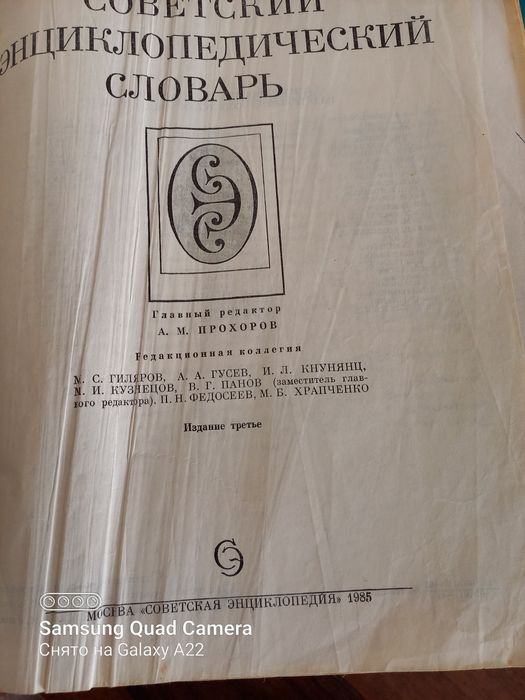 СОВЕТСКИЙ
ЭНЦИКЛОПЕДИЧЕСКИЙ
СЛОВАРЬ
Главный редактор
А. М. ПРОХОРОВ
Редакционная коллегия
М. С. ГИЛЯРОВ, А. А. ГУСЕВ, И. Л. КНУНЯНЦ,
М. И. КУЗНЕЦОВ, В. Г. ПАНОВ (заместитель глав-
ного редактора), П. Н. ФЕДОСЕЕВ, М. Б. ХРАПЧЕНКО
Издание третье
МОСКВА «СОВЕТСКАЯ ЭНЦИКЛОПЕДИЯ» 1985
Samsung Quad Camera
Снято на Galaxy A22